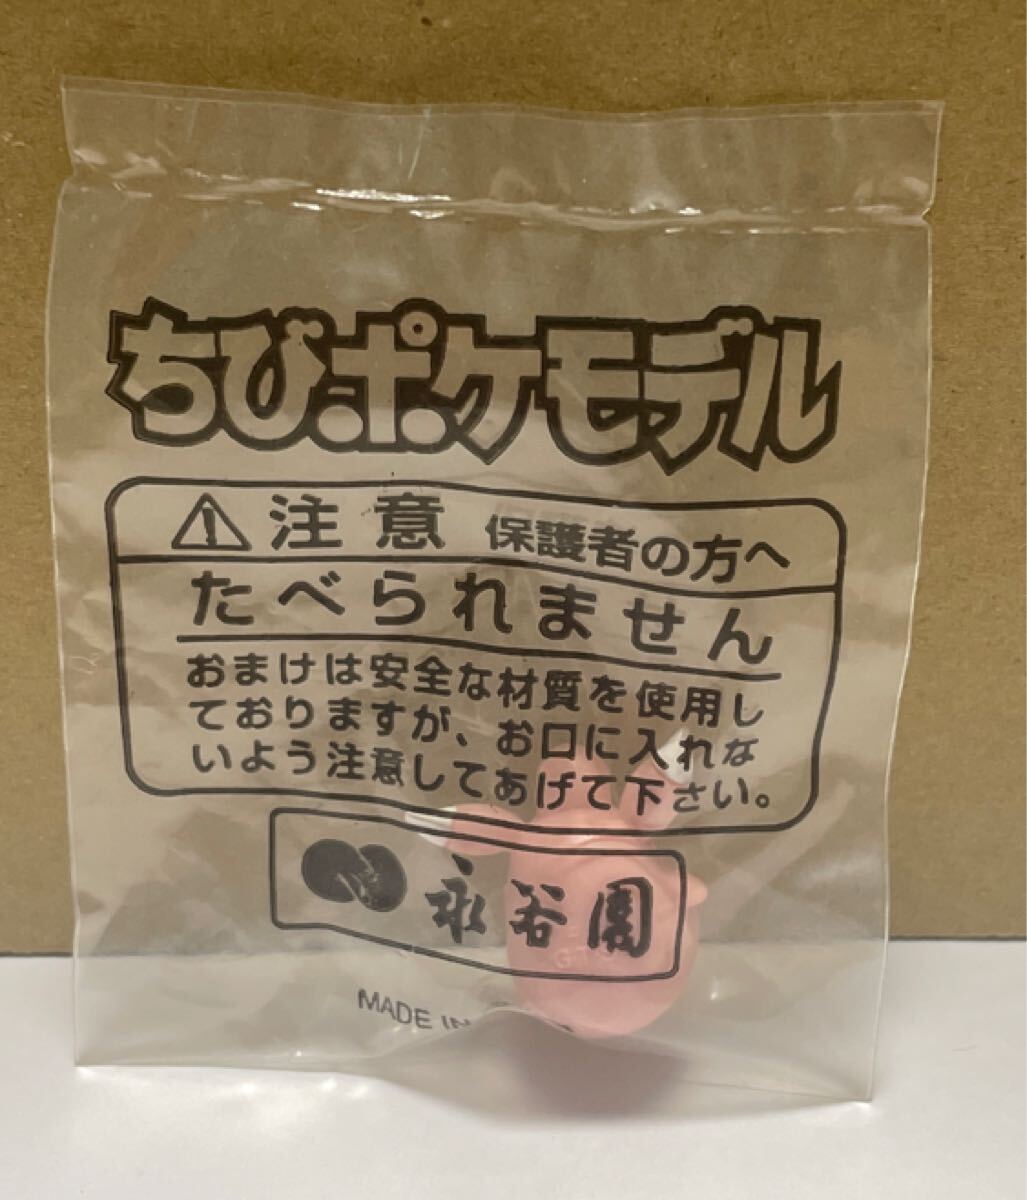 ちびポケモデル
注意 保護者の方へ
たべられません
おまけは安全な材質を使用し
ておりますが、お口に入れな
いよう注意してあげて下さい。
永谷園
MADE IN